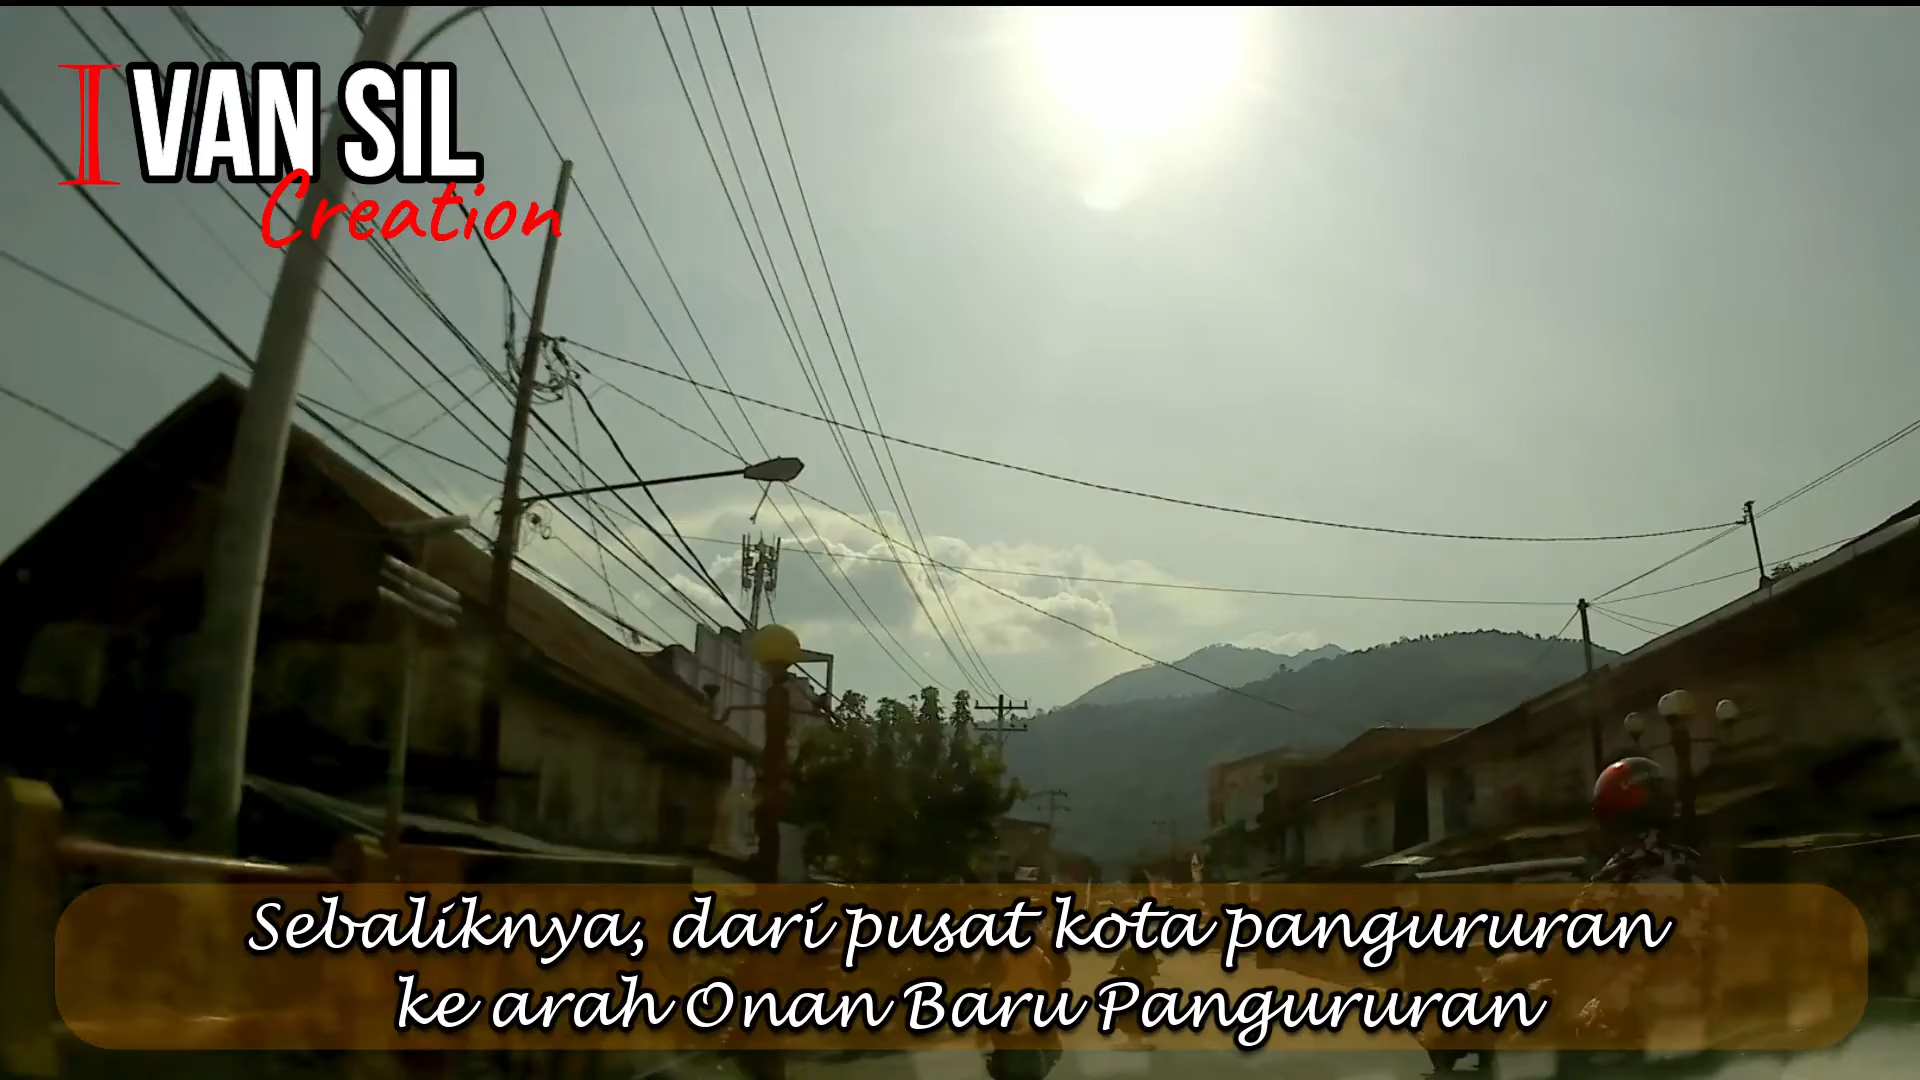 IVAN SIL
Creation
Sebaliknya, dari pusat kota pangururan
ke arah Onan Baru Pangururan